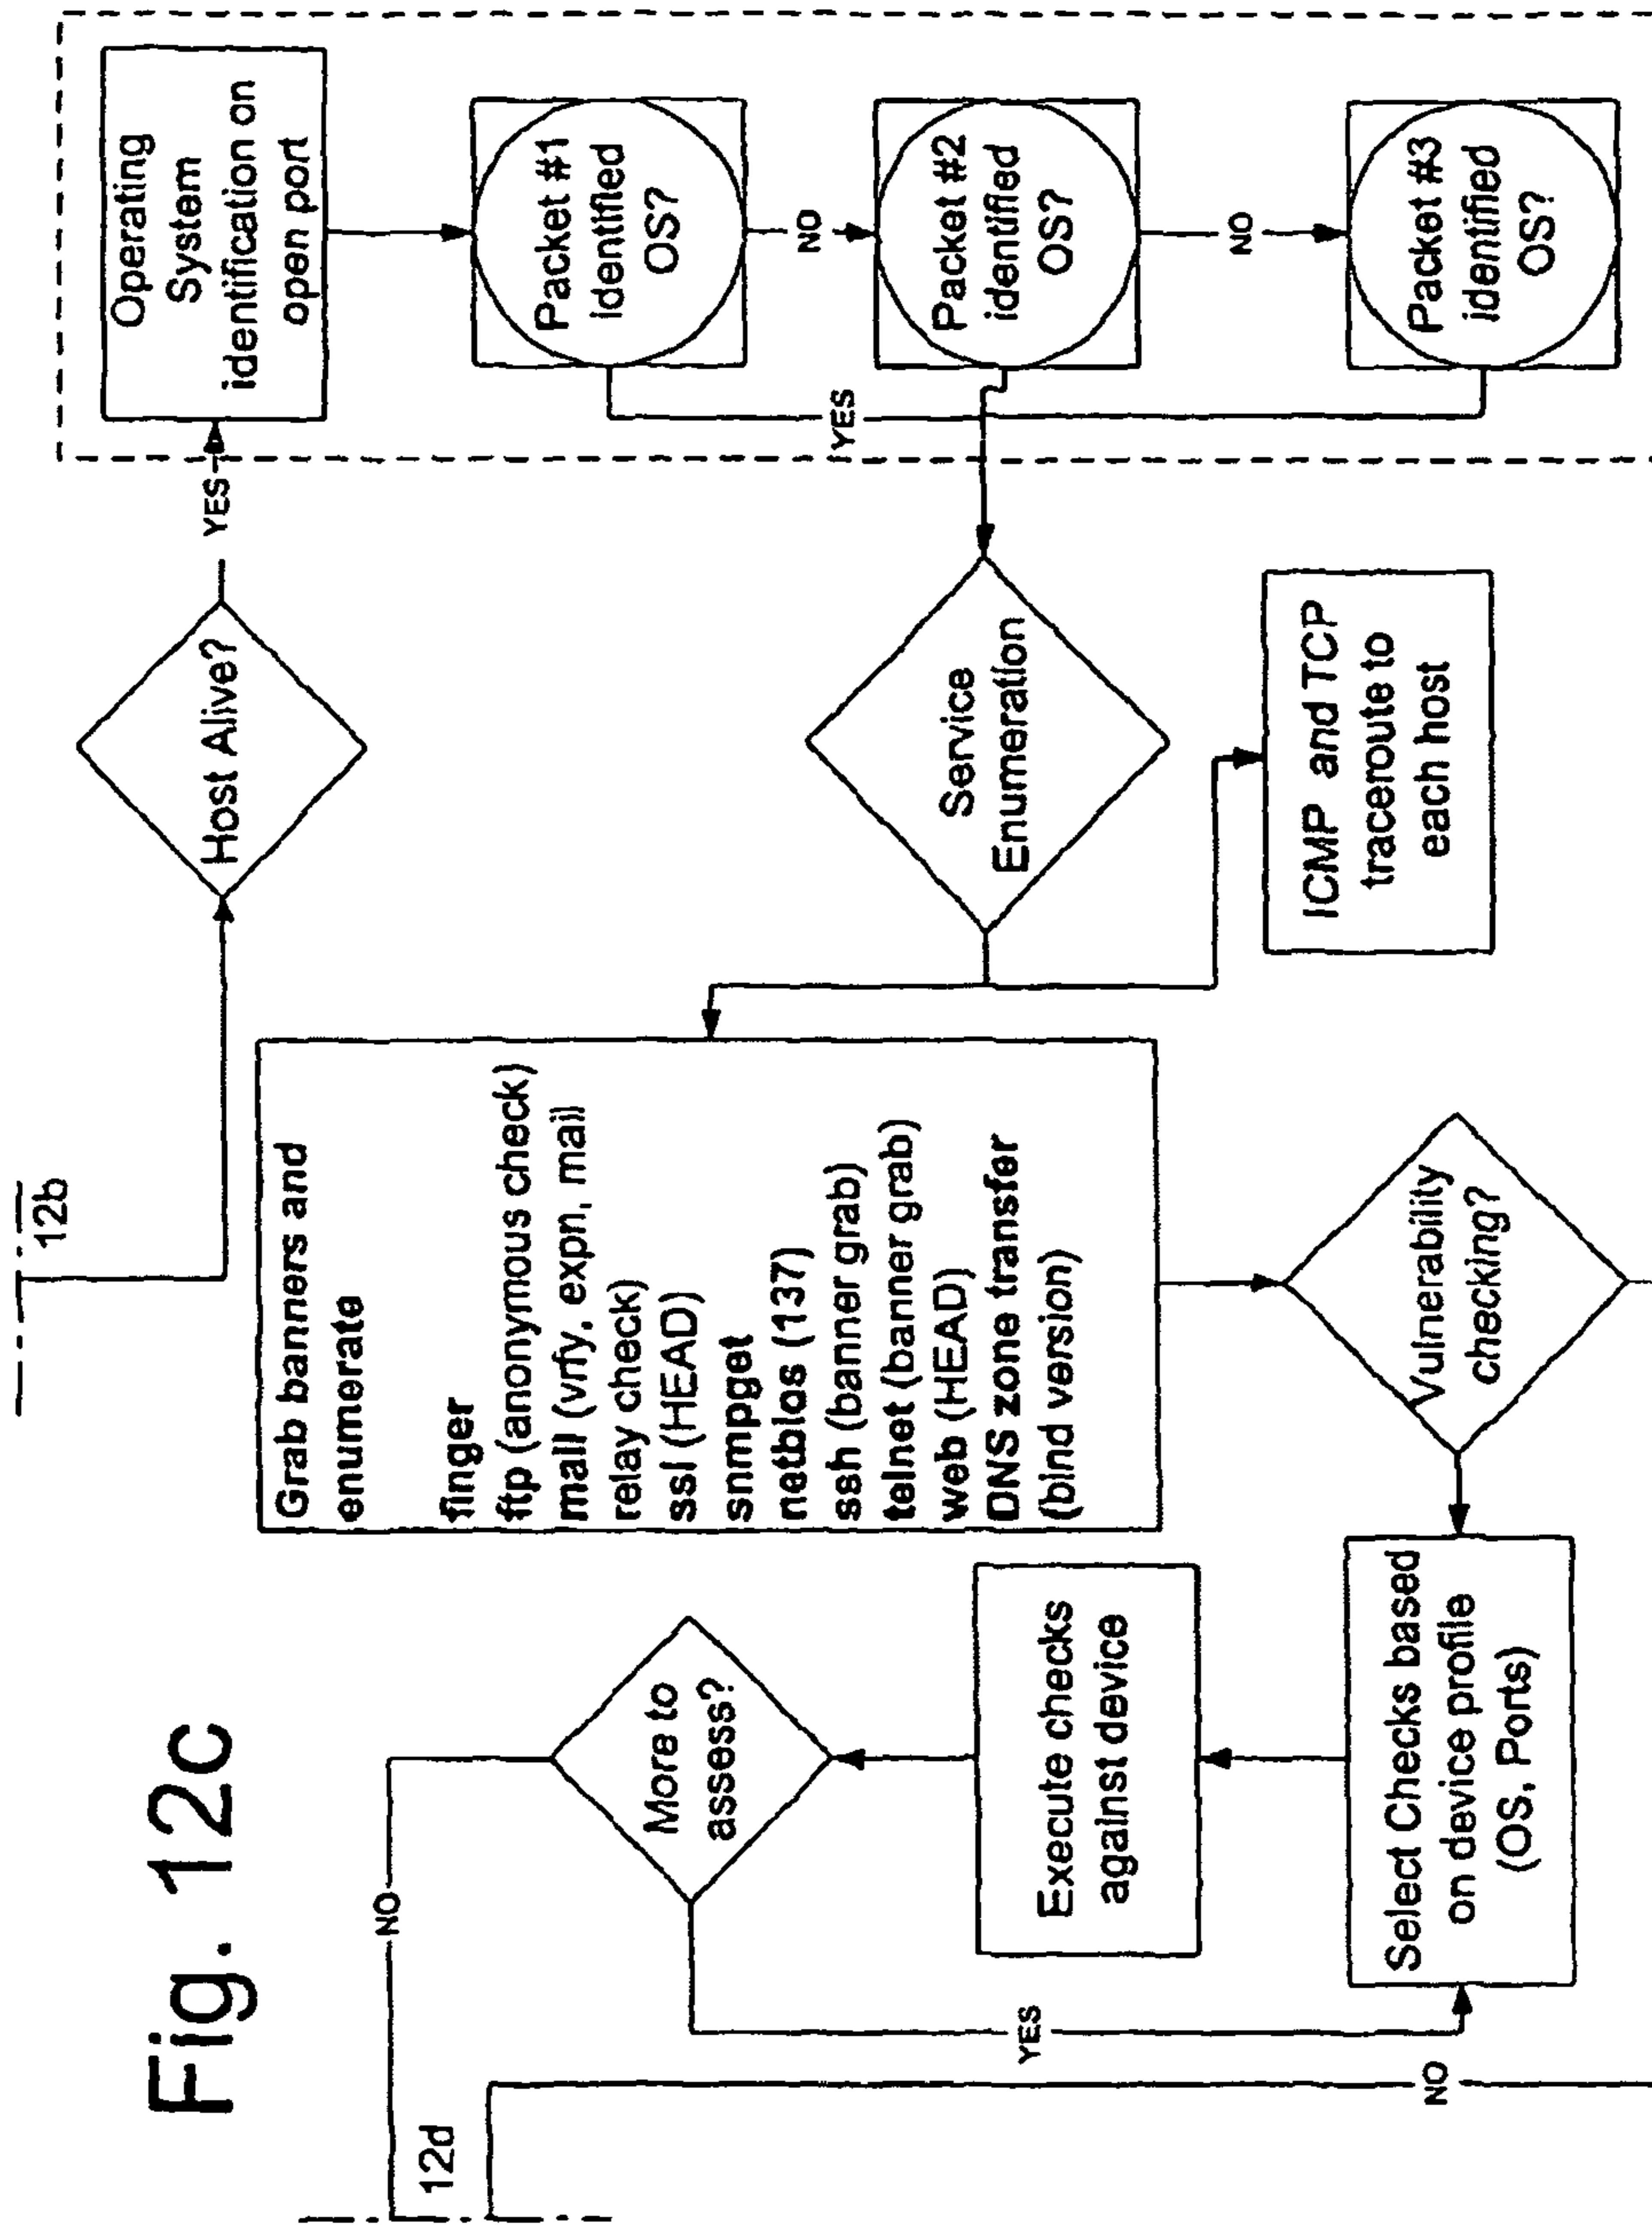 Fig. 12c
12b
Host Alive?
YES
Operating
System
identification on
open port
Packet #1
identified
OS?
NO
Packet #2
identified
OS?
NO
Packet #3
identified
OS?
YES
Service
Enumeration
ICMP and TCP
traceroute to
each host
Grab banners and
enumerate
finger
ftp (anonymous check)
mail (vrfy, expn, mail
relay check)
ssl (HEAD)
snmpget
netbios (137)
ssh (banner grab)
telnet (banner grab)
web (HEAD)
DNS zone transfer
(bind version)
Vulnerability
checking?
Select Checks based
on device profile
(OS, Ports)
Execute checks
against device
More to
assess?
NO
YES
NO
12d